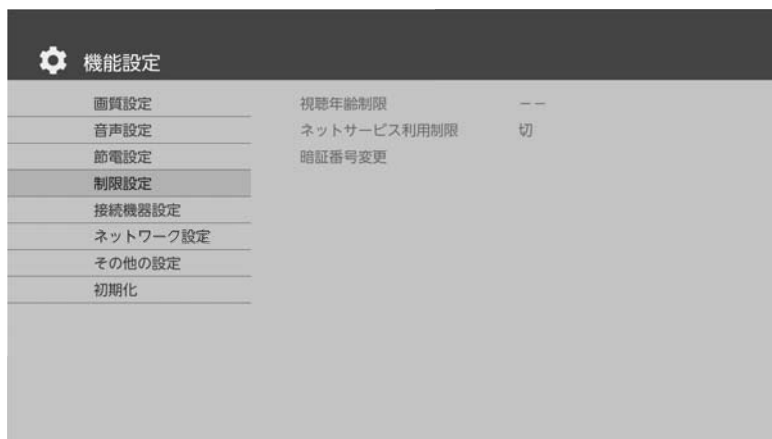 機能設定
画質設定
音声設定
節電設定
制限設定
接続機器設定
ネットワーク設定
その他の設定
初期化
視聴年齢制限 −−
ネットサービス利用制限 切
暗証番号変更